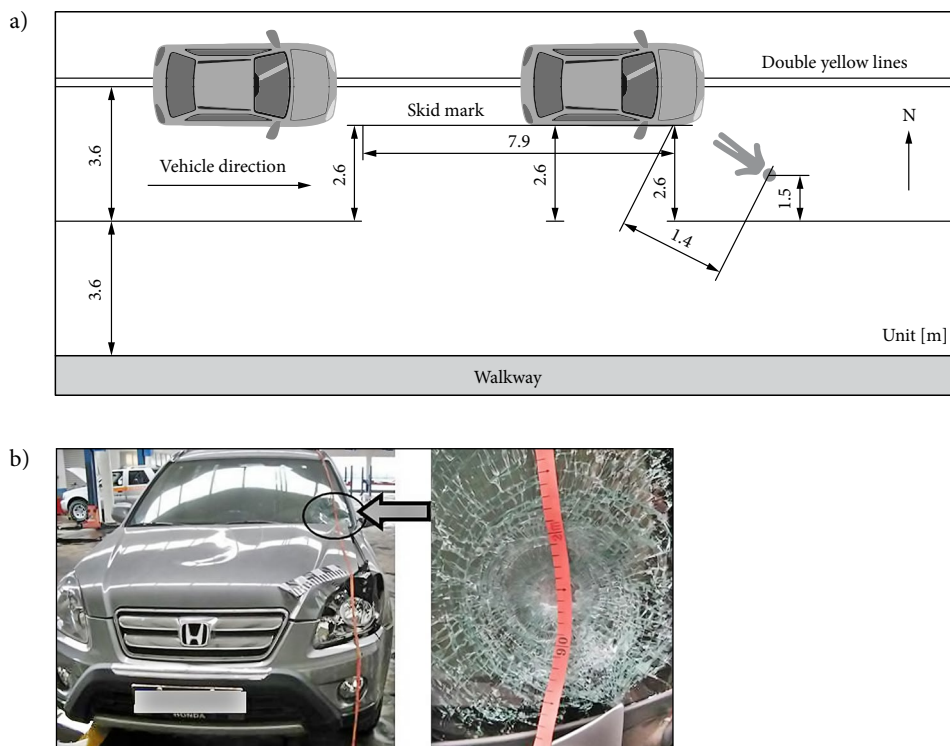 a)
Double yellow lines
Skid mark
N
7.9
3.6
Vehicle direction
2.6
2.6
2.6
1.5
1.4
3.6
Unit [m]
Walkway
b)
HONDA